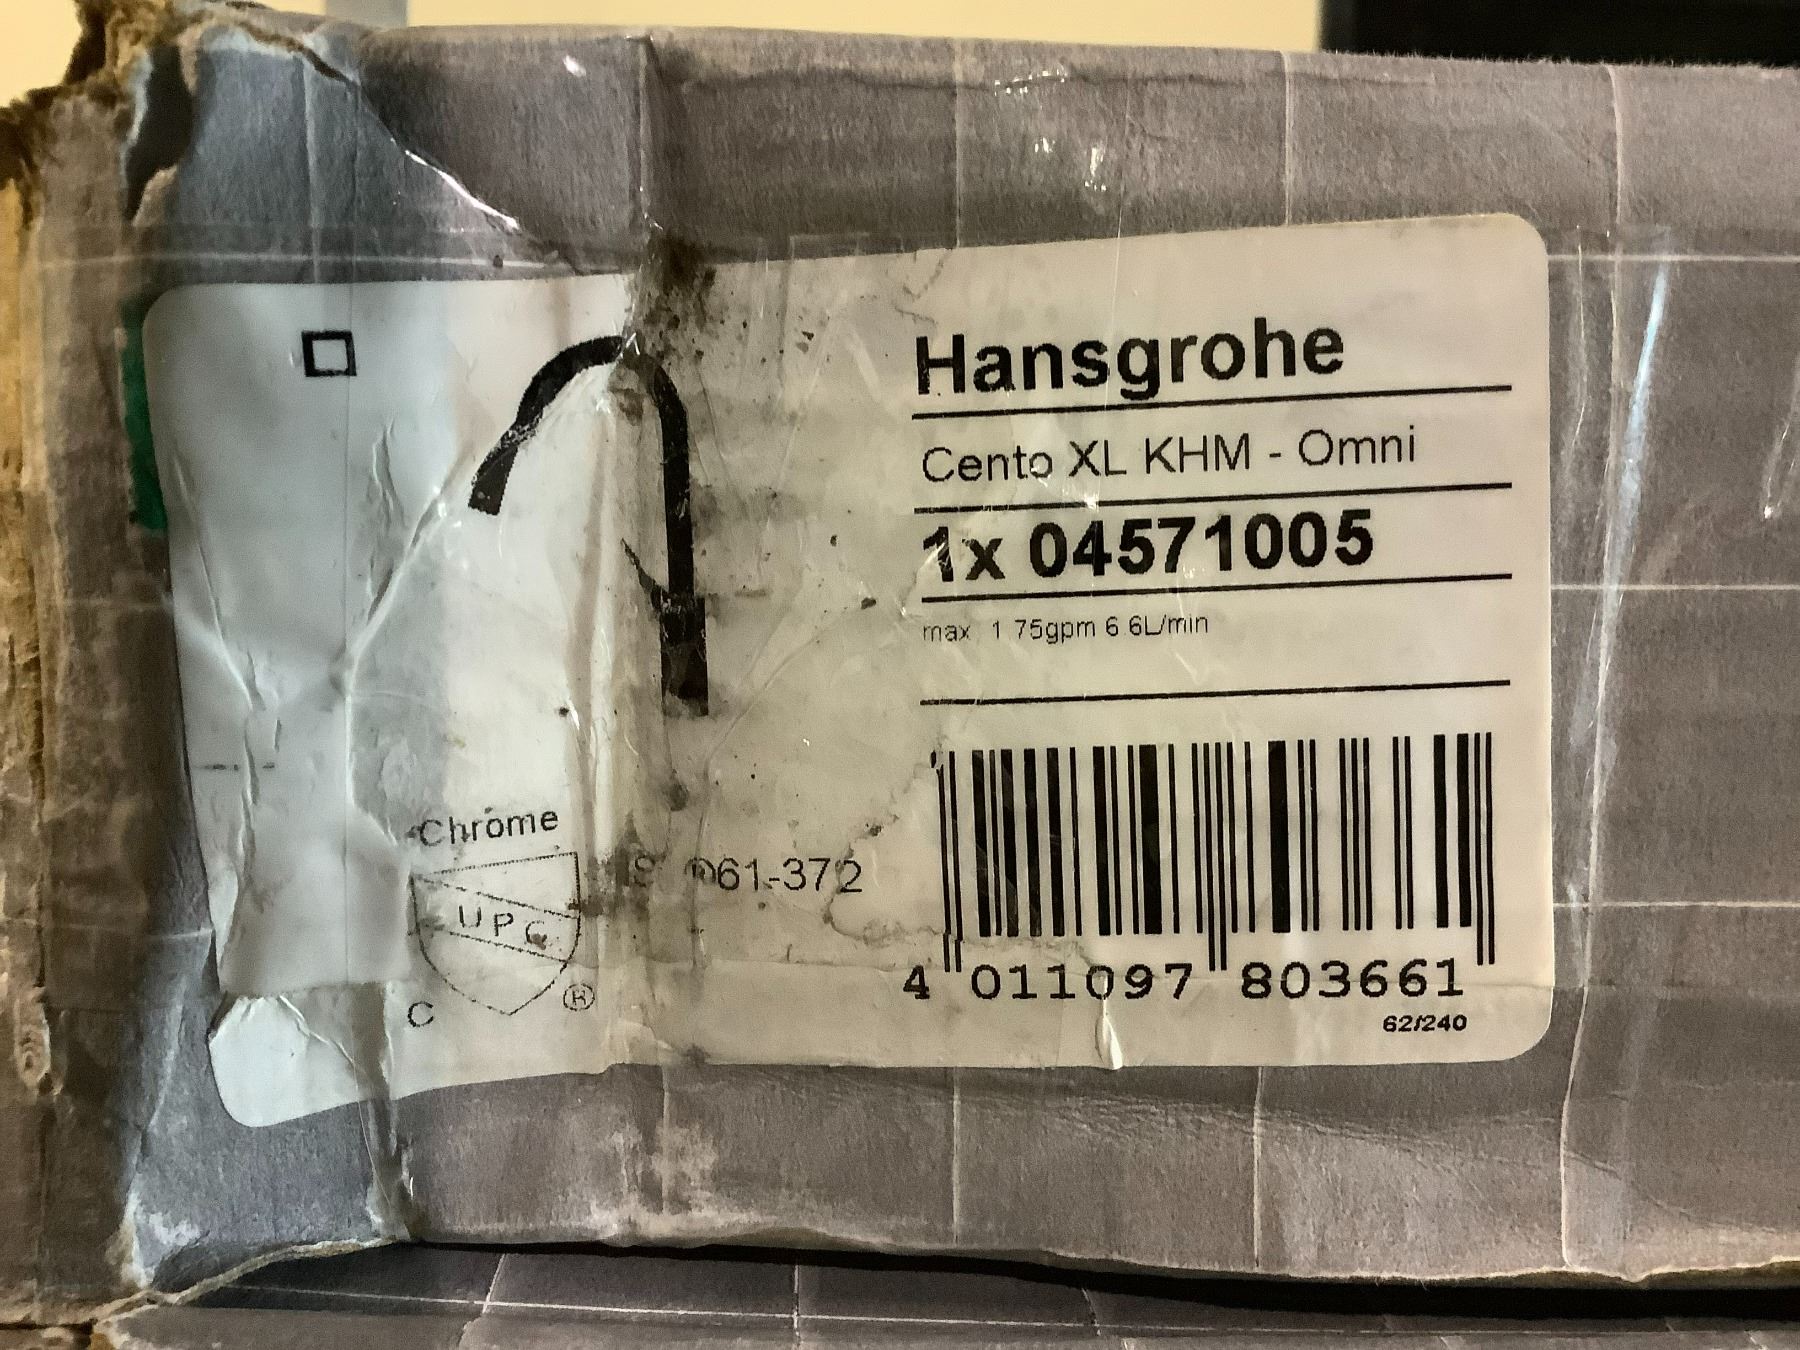 Hansgrohe
Cento XL KHM - Omni
1x 04571005
max 1 75gpm 6 6L/min
Chrome
UPC
C ®
061-372
4 011097 803661
62/240